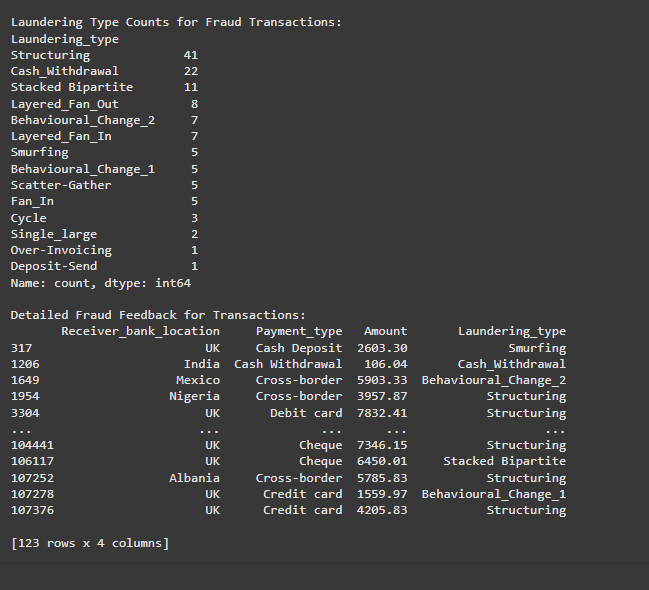 Laundering Type Counts for Fraud Transactions:
Laundering_type
Structuring 41
Cash_Withdrawal 22
Stacked Bipartite 11
Layered_Fan_Out 8
Behavioural_Change_2 7
Layered_Fan_In 7
Smurfing 5
Behavioural_Change_1 5
Scatter-Gather 5
Fan_In 5
Cycle 3
Single_large 2
Over-Invoicing 1
Deposit-Send 1
Name: count, dtype: int64
Detailed Fraud Feedback for Transactions:
Receiver_bank_location Payment_type Amount Laundering_type
317 UK Cash Deposit 2603.30 Smurfing
1206 India Cash Withdrawal 106.04 Cash_Withdrawal
1649 Mexico Cross-border 5903.33 Behavioural_Change_2
1954 Nigeria Cross-border 3957.87 Structuring
3304 UK Debit card 7832.41 Structuring
... ... ... ... ...
104441 UK Cheque 7346.15 Structuring
106117 UK Cheque 6450.01 Stacked Bipartite
107252 Albania Cross-border 5785.83 Structuring
107278 UK Credit card 1559.97 Behavioural_Change_1
107376 UK Credit card 4205.83 Structuring
[123 rows x 4 columns]